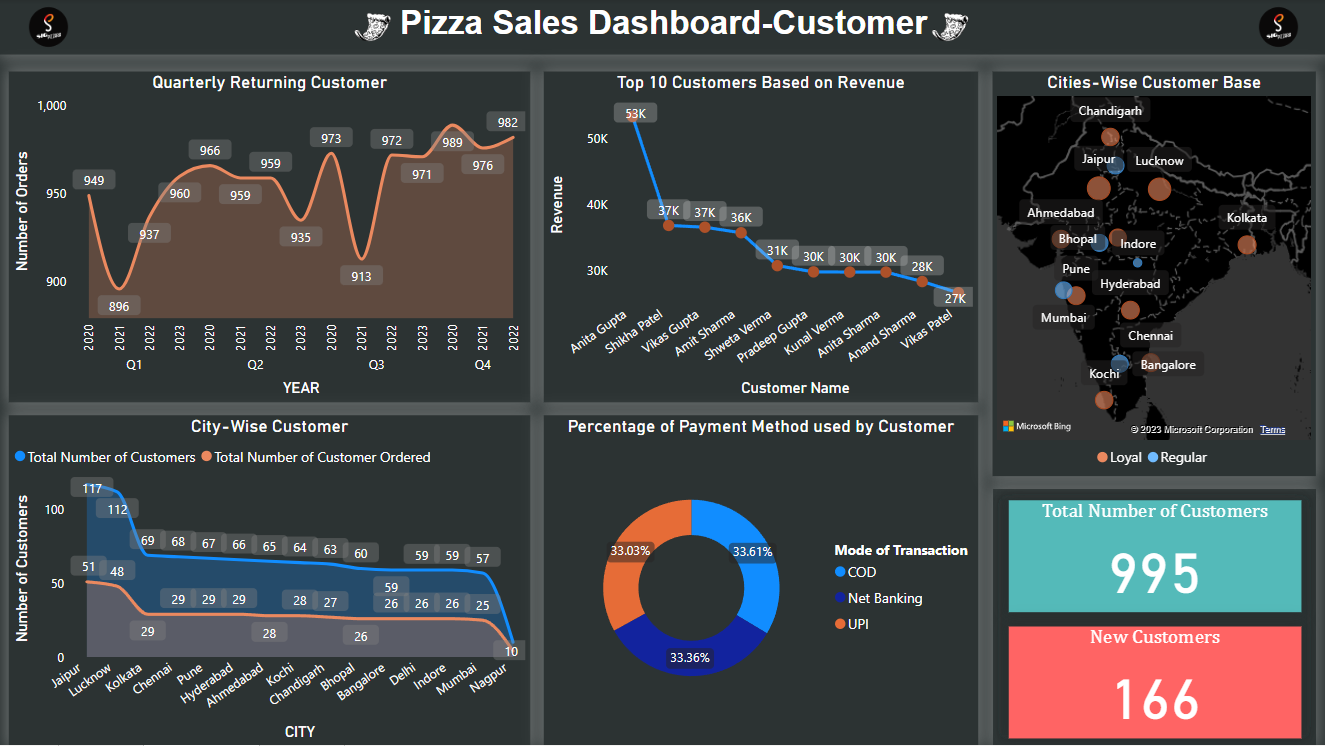 Pizza Sales Dashboard-Customer
Quarterly Returning Customer
1,000
950
900
Number of Orders
949
896
937
960
966
959
959
935
973
913
972
971
989
976
982
2020
2021
2022
2023
2020
2021
2022
2023
2020
2021
2022
2023
2020
2021
2022
Q1
Q2
Q3
Q4
YEAR
Top 10 Customers Based on Revenue
50K
40K
30K
Revenue
53K
37K
37K
36K
31K
30K
30K
30K
28K
27K
Anita Gupta
Shikha Patel
Vikas Gupta
Amit Sharma
Shweta Verma
Pradeep Gupta
Kunal Verma
Anita Sharma
Anand Sharma
Vikas Patel
Customer Name
Cities-Wise Customer Base
Chandigarh
Jaipur
Lucknow
Ahmedabad
Kolkata
Bhopal
Indore
Pune
Hyderabad
Mumbai
Chennai
Kochi
Bangalore
Microsoft Bing
© 2023 Microsoft Corporation Terms
Loyal
Regular
City-Wise Customer
Total Number of Customers
Total Number of Customer Ordered
100
50
0
Number of Customers
117
112
69
68
67
66
65
64
63
60
59
59
59
57
51
48
29
29
29
29
28
28
27
26
26
26
26
25
10
Jaipur
Lucknow
Kolkata
Chennai
Pune
Hyderabad
Ahmedabad
Kochi
Chandigarh
Bhopal
Bangalore
Delhi
Indore
Mumbai
Nagpur
CITY
Percentage of Payment Method used by Customer
33.03%
33.61%
33.36%
Mode of Transaction
COD
Net Banking
UPI
Total Number of Customers
995
New Customers
166